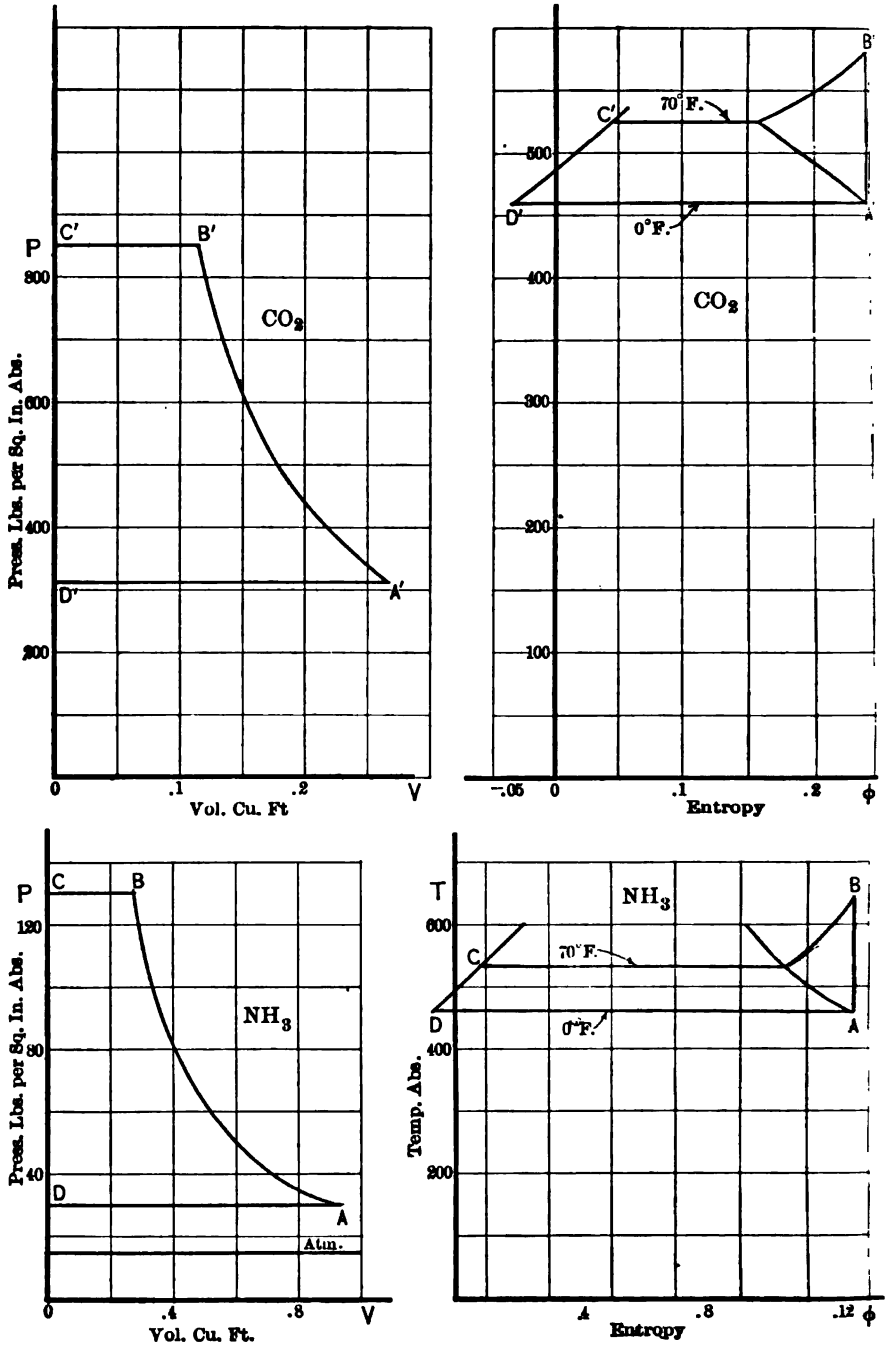 P
C'
B'
800
CO₂
600
400
D'
A'
200
Press. Lbs. per Sq. In. Abs.
0 .1 .2 V
Vol. Cu. Ft
B'
C'
70° F.
500
D'
A
0° F.
400
CO₂
300
200
100
-.05 0 .1 .2 ϕ
Entropy
P
C
B
120
NH₃
80
40
D
A
Atm.
Press. Lbs. per Sq. In. Abs.
0 .4 .8 V
Vol. Cu. Ft.
T
NH₃
B
600
70° F.
C
D
0° F.
A
400
200
Temp. Abs.
.4 .8 .12 ϕ
Entropy